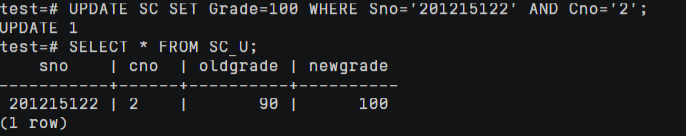 test=# UPDATE SC SET Grade=100 WHERE Sno='201215122' AND Cno='2';
UPDATE 1
test=# SELECT * FROM SC_U;
    sno    | cno  | oldgrade | newgrade
-----------+------+----------+----------
 201215122 | 2    |       90 |      100
(1 row)